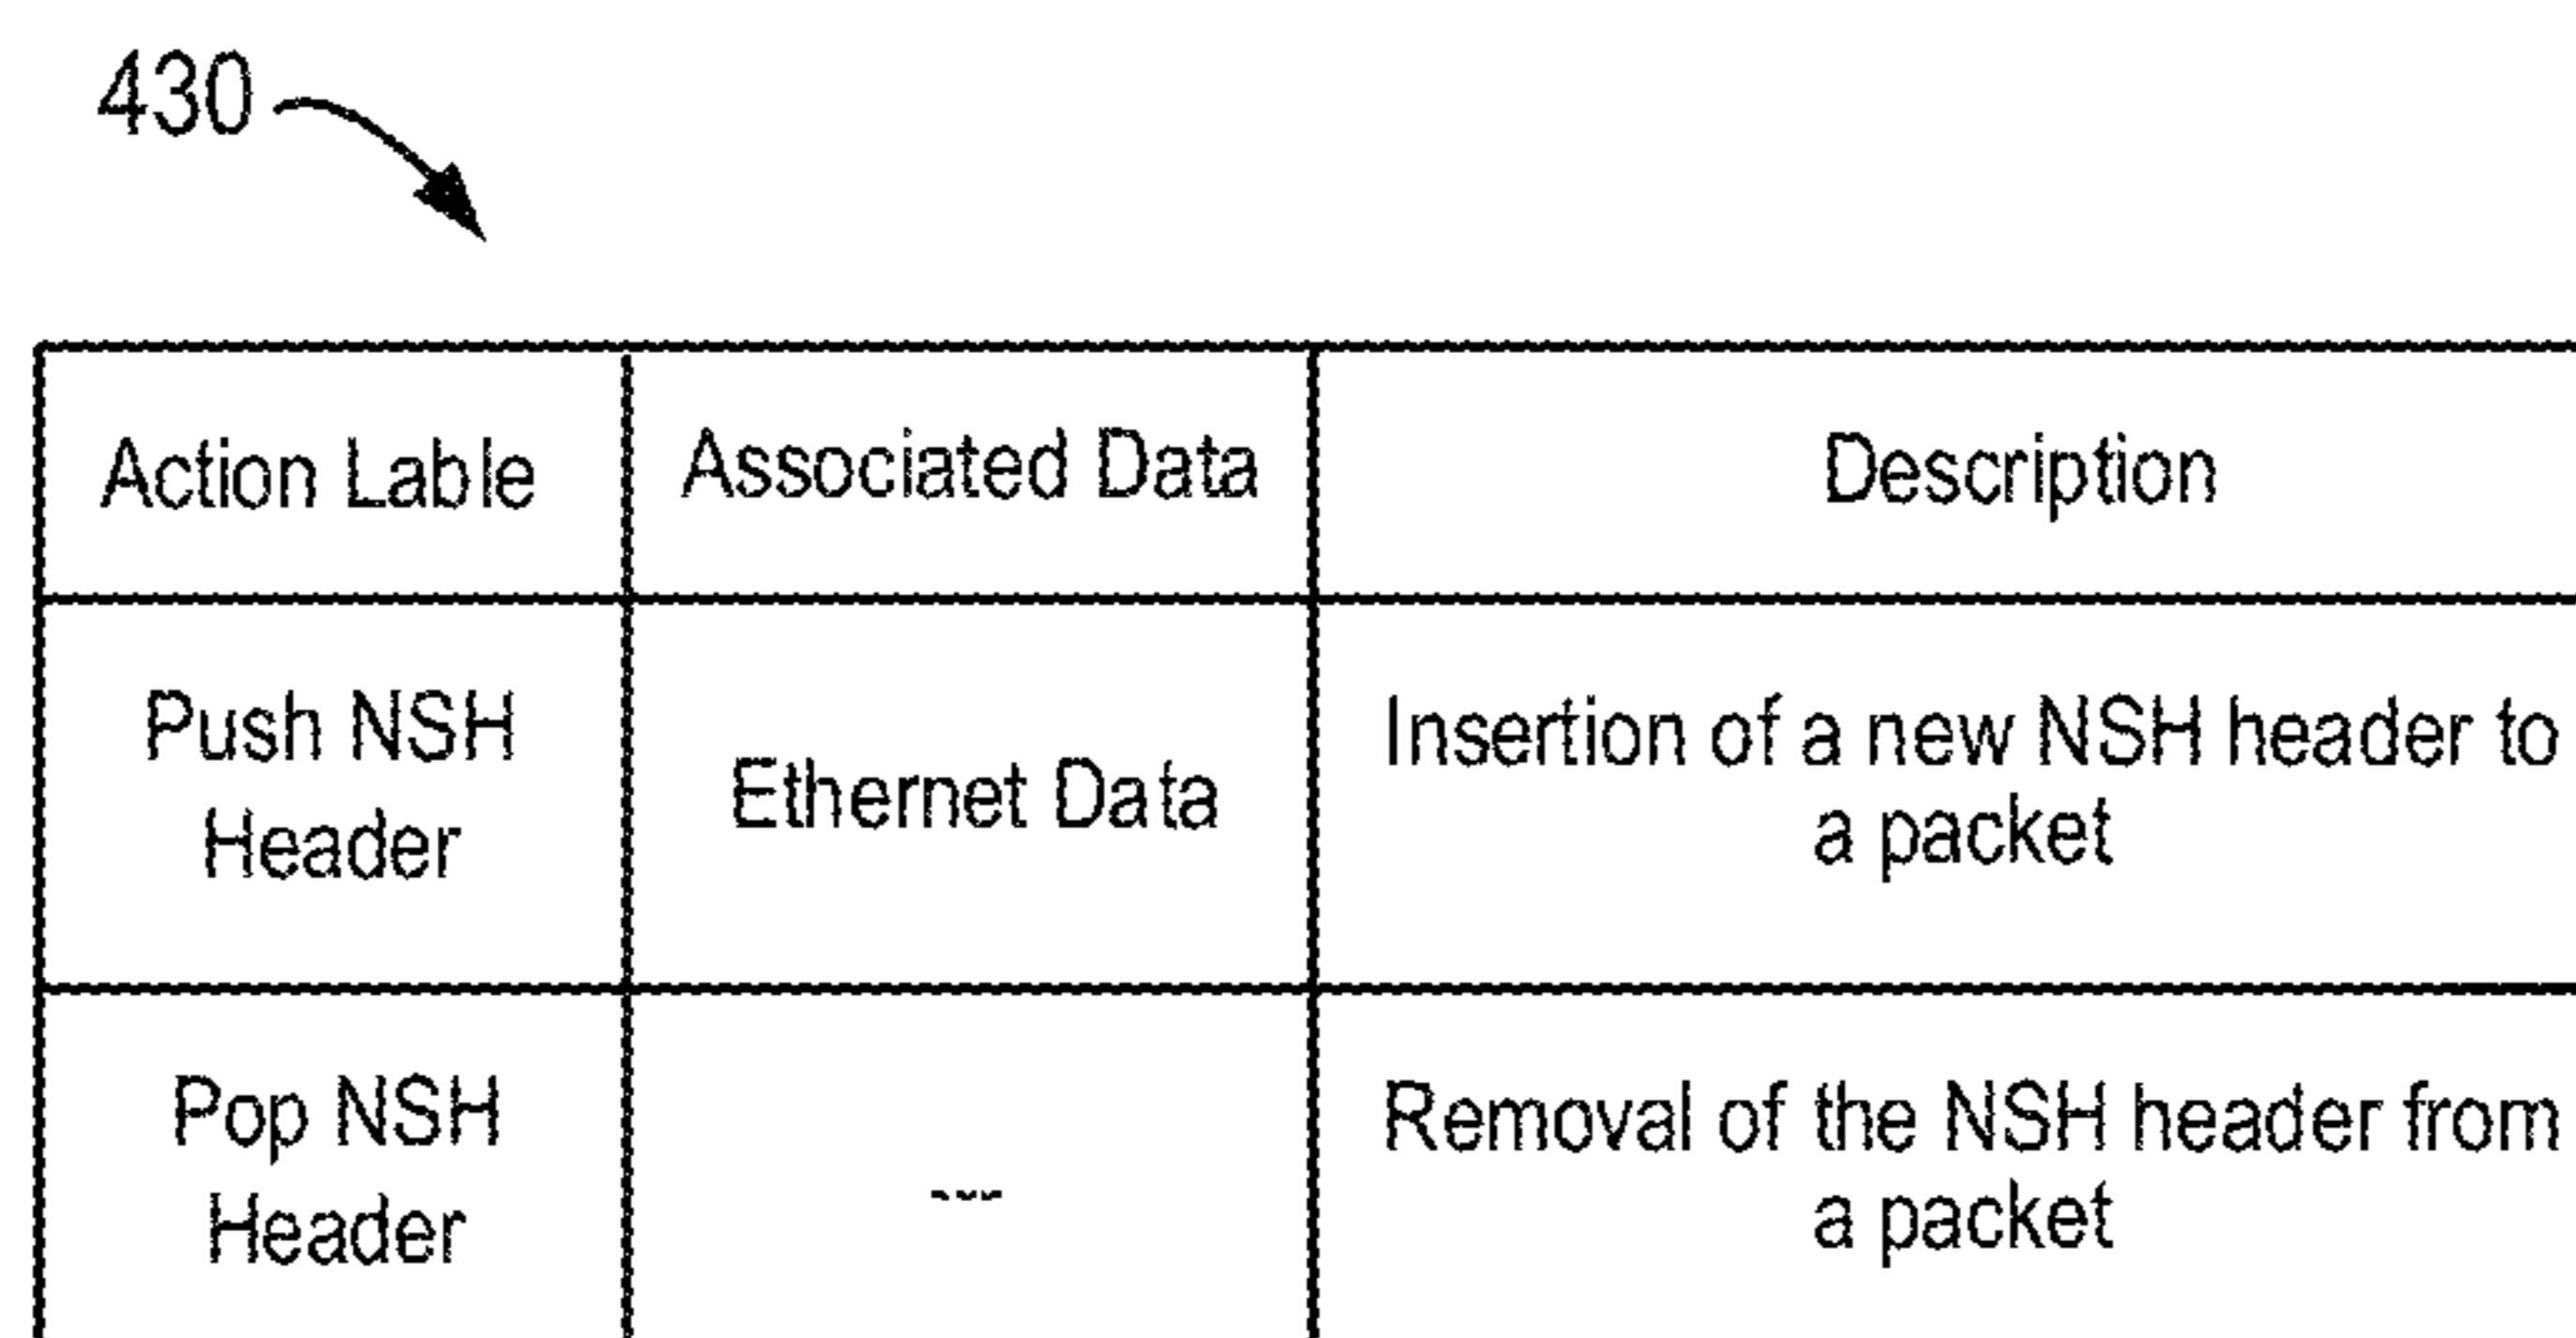 430
Action Lable Associated Data Description
Push NSH
Header
Ethernet Data
Insertion of a new NSH header to
a packet
Pop NSH
Header
---
Removal of the NSH header from
a packet